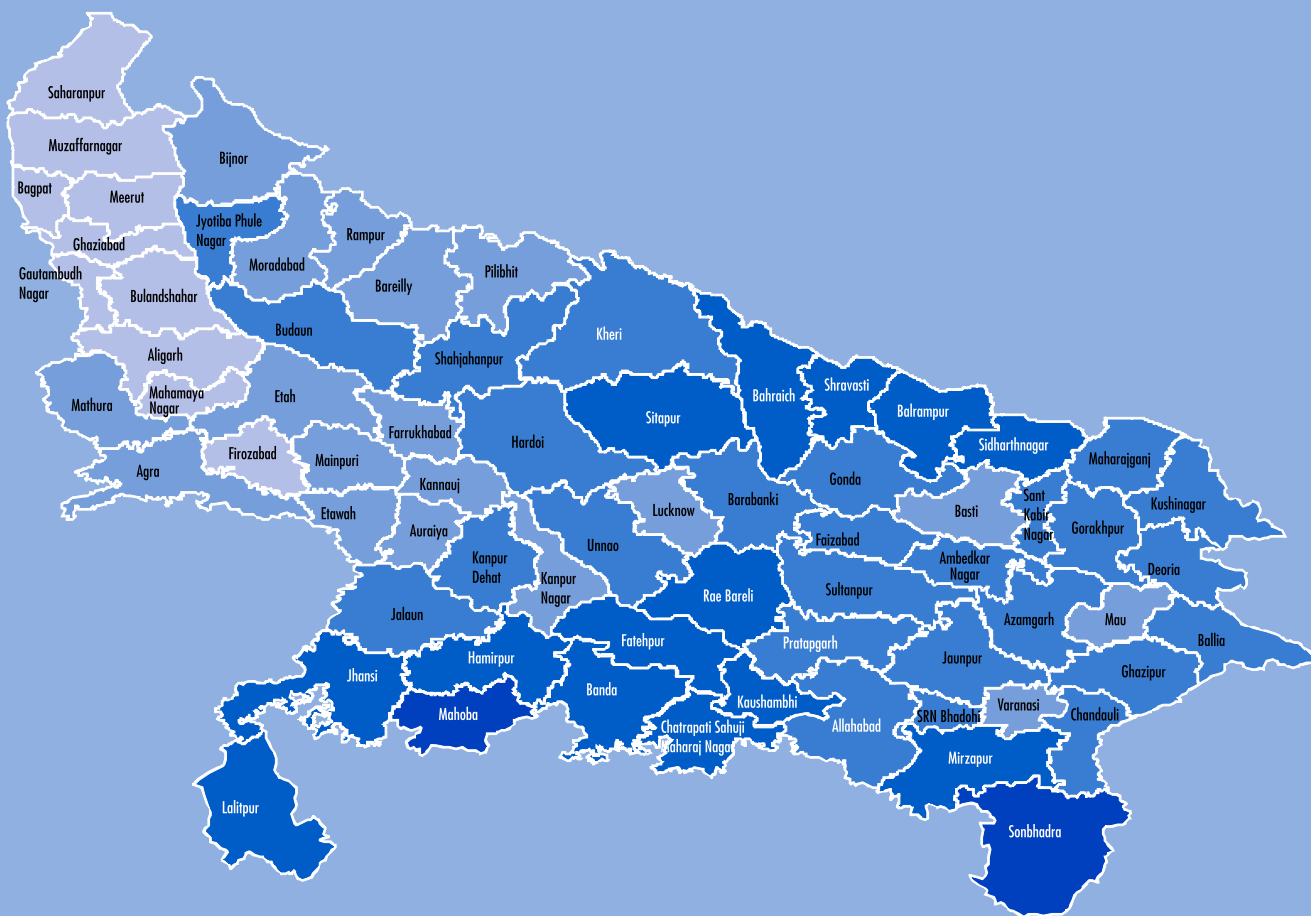 Saharanpur
Muzaffarnagar
Bijnor
Bagpat
Meerut
Jyotiba Phule
Nagar
Rampur
Ghaziabad
Moradabad
Gautambudh
Nagar
Bulandshahar
Bareilly
Pilibhit
Budaun
Kheri
Aligarh
Shahjahanpur
Mahamaya
Nagar
Mathura
Etah
Bahraich
Shravasti
Balrampur
Sitapur
Farrukhabad
Hardoi
Sidharthnagar
Firozabad
Mainpuri
Maharajganj
Agra
Kannauj
Gonda
Barabanki
Sant
Kabir
Nagar
Kushinagar
Etawah
Lucknow
Basti
Gorakhpur
Auraiya
Unnao
Faizabad
Kanpur
Dehat
Ambedkar
Nagar
Deoria
Kanpur
Nagar
Rae Bareli
Sultanpur
Jalaun
Azamgarh
Mau
Fatehpur
Pratapgarh
Ballia
Hamirpur
Jaunpur
Jhansi
Ghazipur
Banda
Kaushambhi
Varanasi
Mahoba
SRN Bhadohi
Chandauli
Chatrapati Sahuji
Maharaj Nagar
Allahabad
Mirzapur
Lalitpur
Sonbhadra